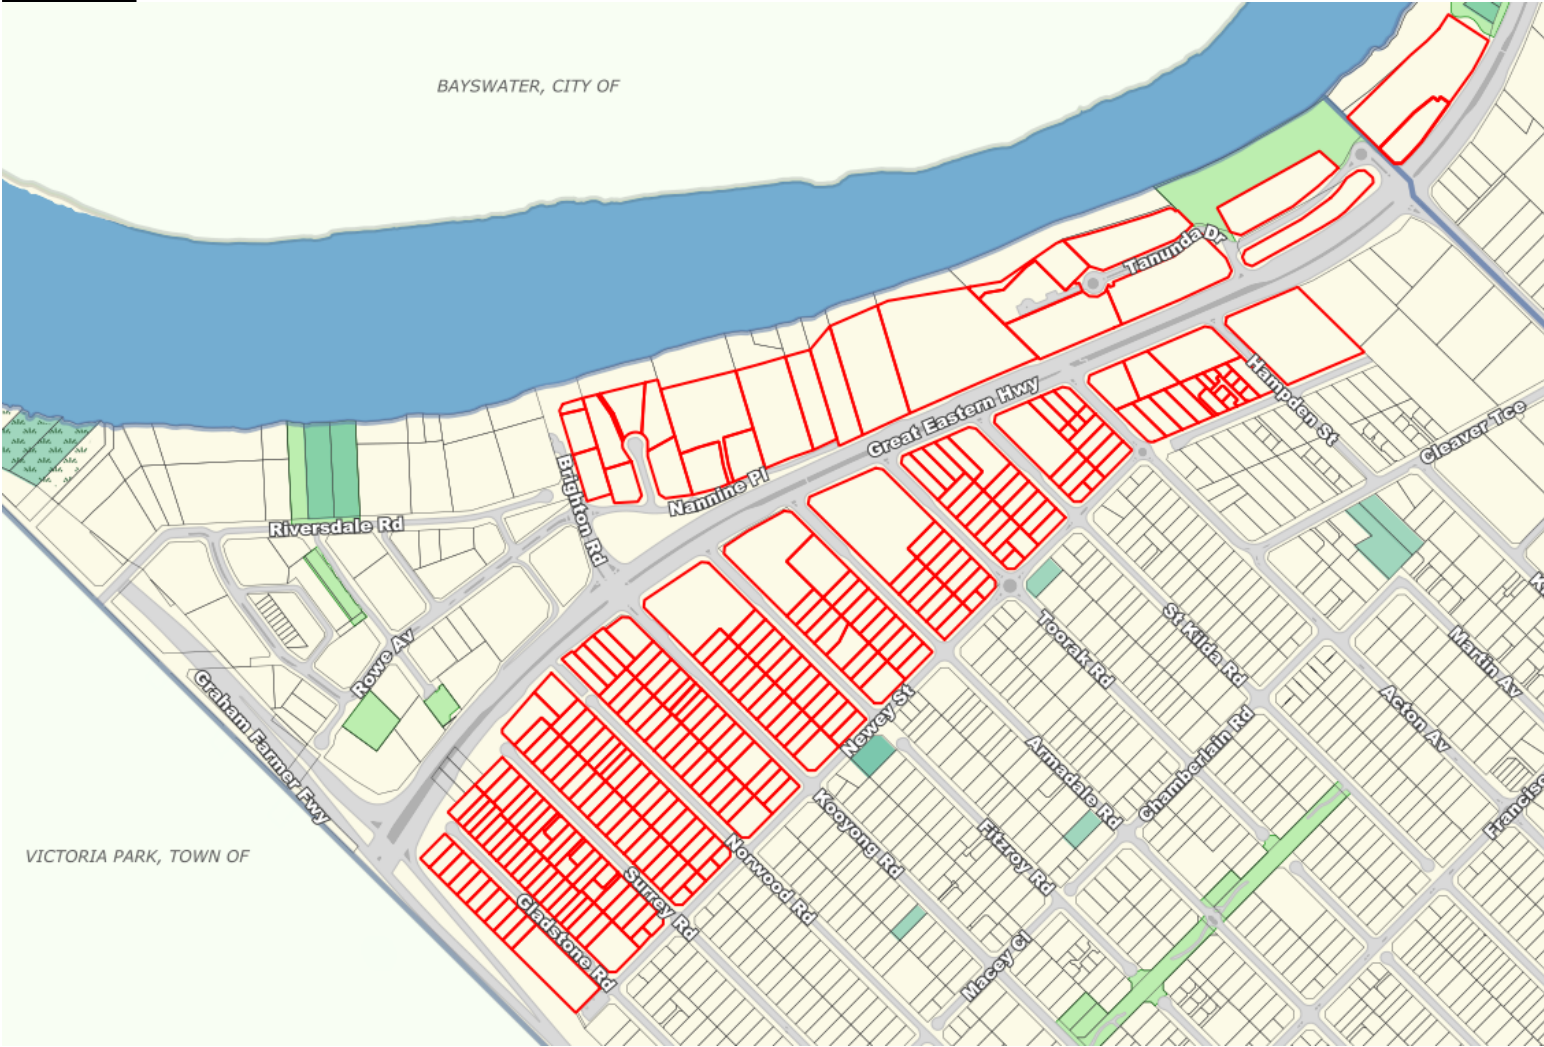 BAYSWATER, CITY OF
Tanunda Dr
Great Eastern Hwy
Hampden St
Cleaver Tce
Nannine Pl
Brighton Rd
Riversdale Rd
Rowe Av
Graham Farmer Fwy
Toorak Rd
St Kilda Rd
Martin Av
Acton Av
Newey St
Armadale Rd
Chamberlain Rd
Francisc
Kooyong Rd
Fitzroy Rd
Norwood Rd
Surrey Rd
Gladstone Rd
Macey Cl
VICTORIA PARK, TOWN OF